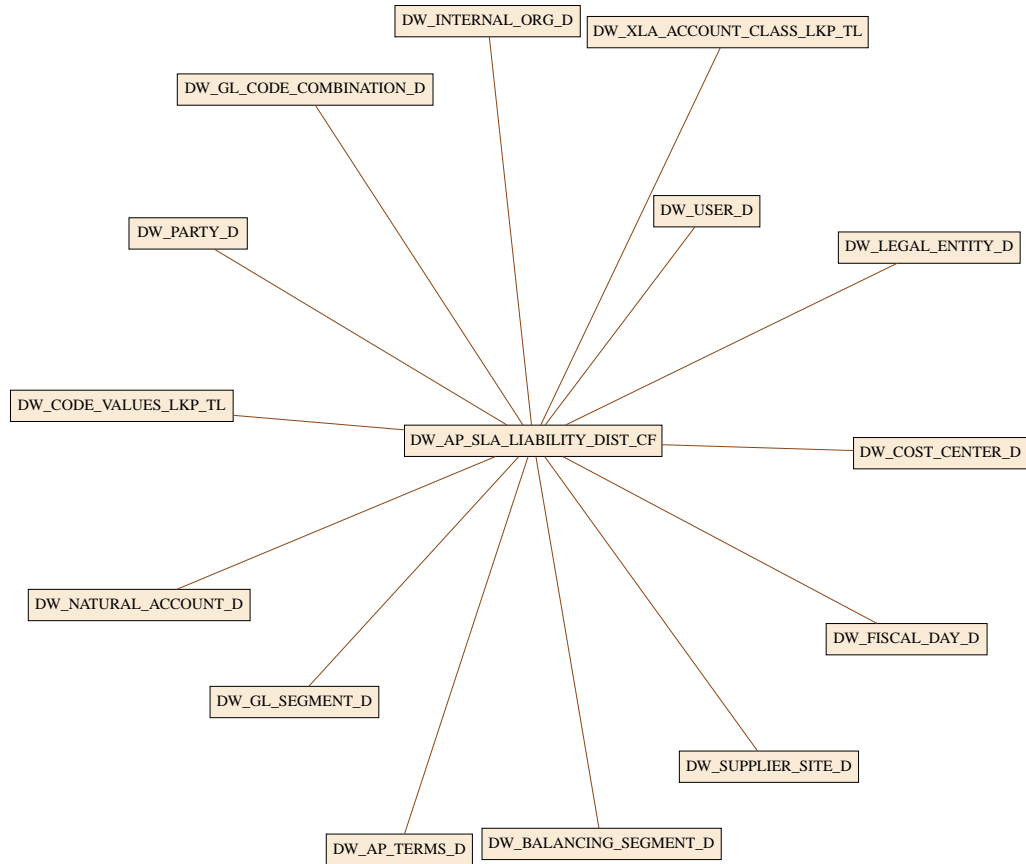 DW_INTERNAL_ORG_D
DW_XLA_ACCOUNT_CLASS_LKP_TL
DW_GL_CODE_COMBINATION_D
DW_USER_D
DW_PARTY_D
DW_LEGAL_ENTITY_D
DW_CODE_VALUES_LKP_TL
DW_AP_SLA_LIABILITY_DIST_CF
DW_COST_CENTER_D
DW_NATURAL_ACCOUNT_D
DW_FISCAL_DAY_D
DW_GL_SEGMENT_D
DW_SUPPLIER_SITE_D
DW_AP_TERMS_D
DW_BALANCING_SEGMENT_D